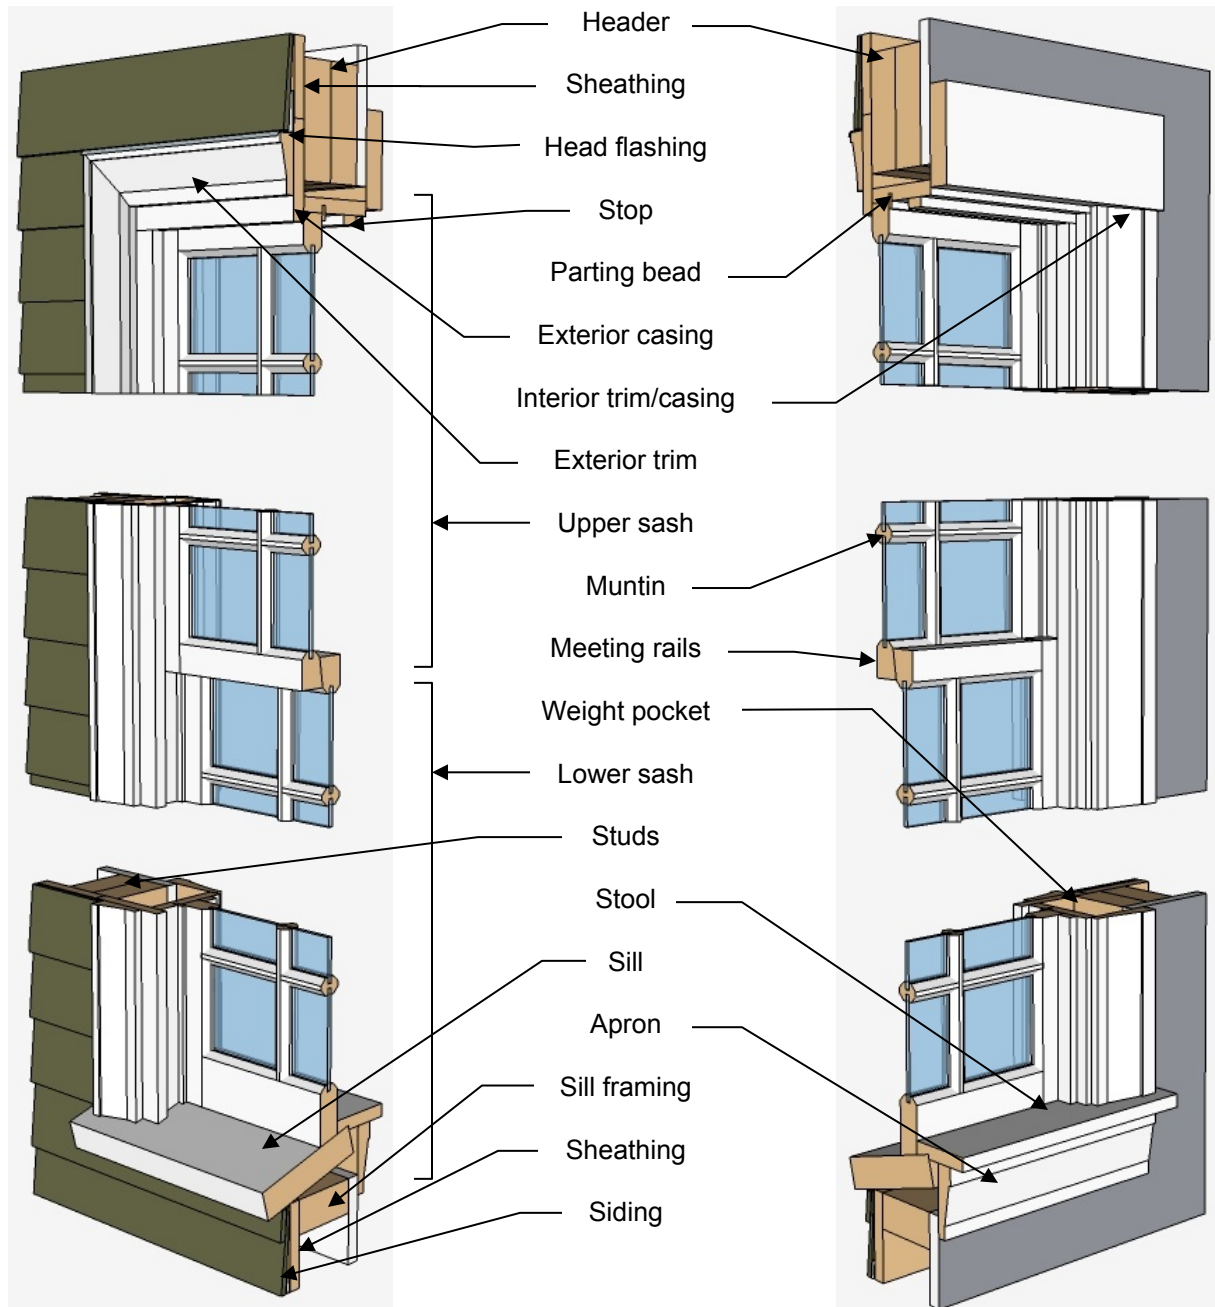 Header
Sheathing
Head flashing
Stop
Parting bead
Exterior casing
Interior trim/casing
Exterior trim
Upper sash
Muntin
Meeting rails
Weight pocket
Lower sash
Studs
Stool
Sill
Apron
Sill framing
Sheathing
Siding